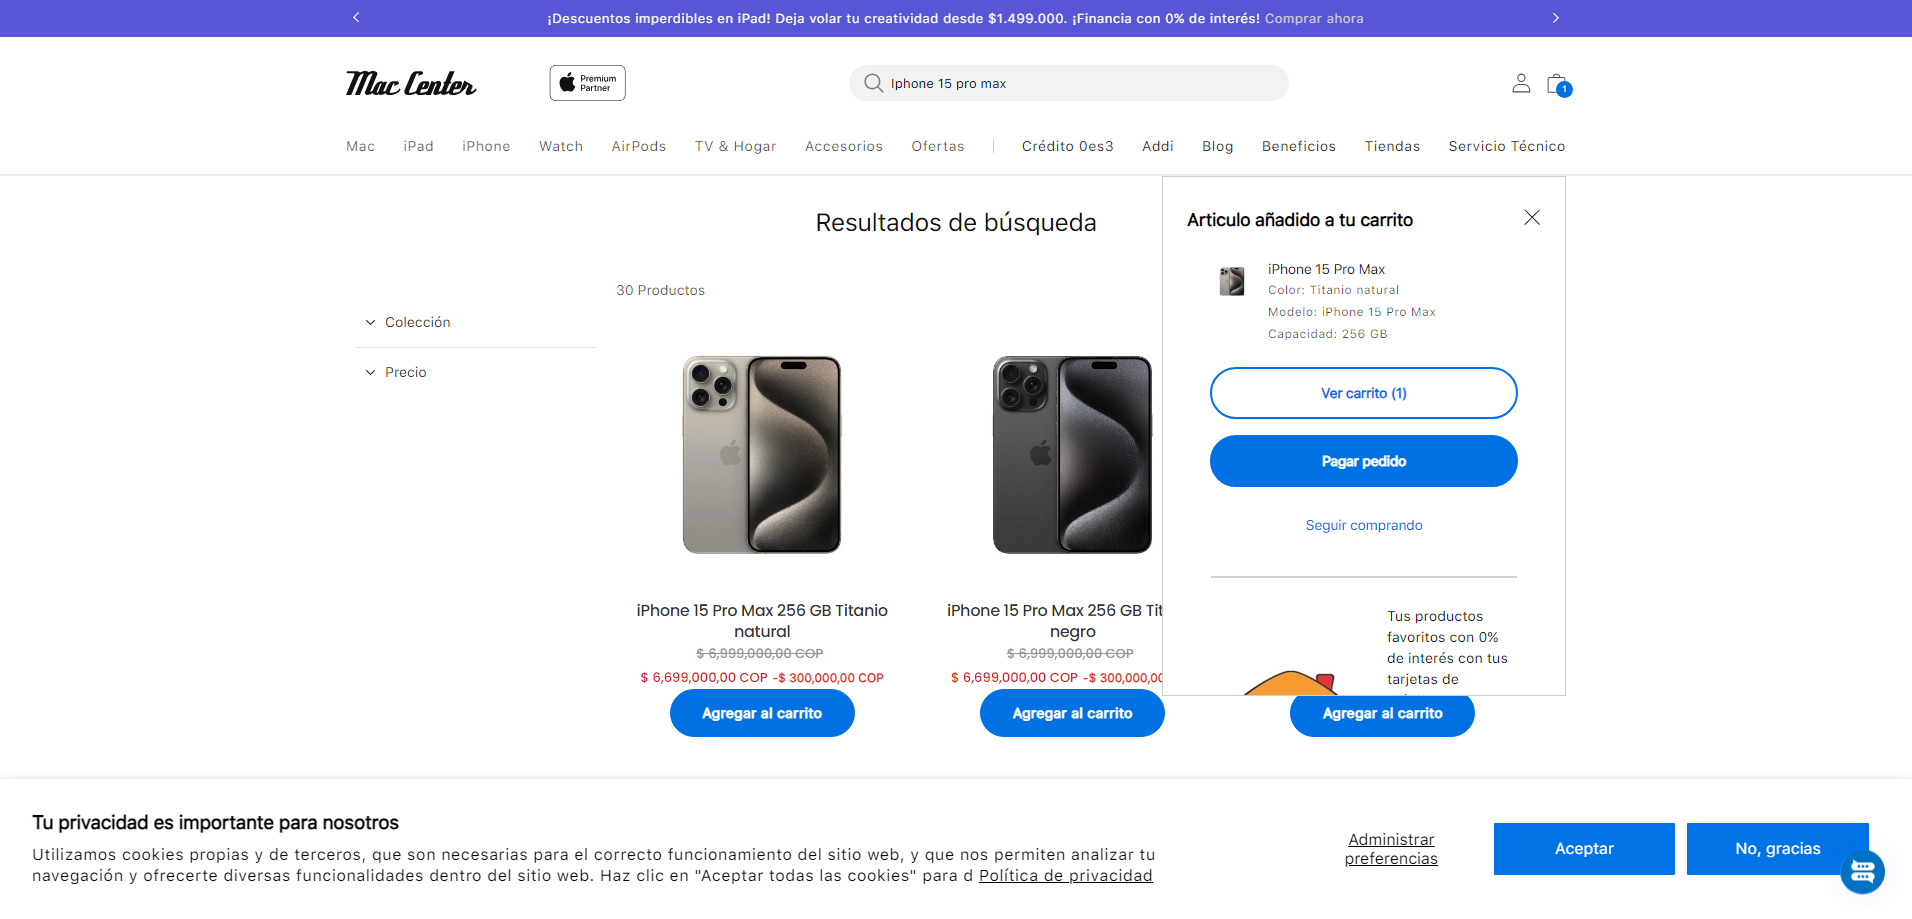 ¡Descuentos imperdibles en iPad! Deja volar tu creatividad desde $1.499.000. ¡Financia con 0% de interés! Comprar ahora
Mac Center
Premium
Partner
Iphone 15 pro max
1
Mac iPad iPhone Watch AirPods TV & Hogar Accesorios Ofertas Crédito 0es3 Addi Blog Beneficios Tiendas Servicio Técnico
Resultados de búsqueda
30 Productos
Colección
Precio
iPhone 15 Pro Max 256 GB Titanio
natural
$ 6,999,000,00 COP
$ 6,699,000,00 COP -$ 300,000,00 COP
Agregar al carrito
iPhone 15 Pro Max 256 GB Tit
negro
$ 6,999,000,00 COP
$ 6,699,000,00 COP -$ 300,000,00
Agregar al carrito
Agregar al carrito
Articulo añadido a tu carrito
iPhone 15 Pro Max
Color: Titanio natural
Modelo: iPhone 15 Pro Max
Capacidad: 256 GB
Ver carrito (1)
Pagar pedido
Seguir comprando
Tus productos
favoritos con 0%
de interés con tus
tarjetas de
Tu privacidad es importante para nosotros
Utilizamos cookies propias y de terceros, que son necesarias para el correcto funcionamiento del sitio web, y que nos permiten analizar tu
navegación y ofrecerte diversas funcionalidades dentro del sitio web. Haz clic en "Aceptar todas las cookies" para d Política de privacidad
Administrar
preferencias
Aceptar
No, gracias